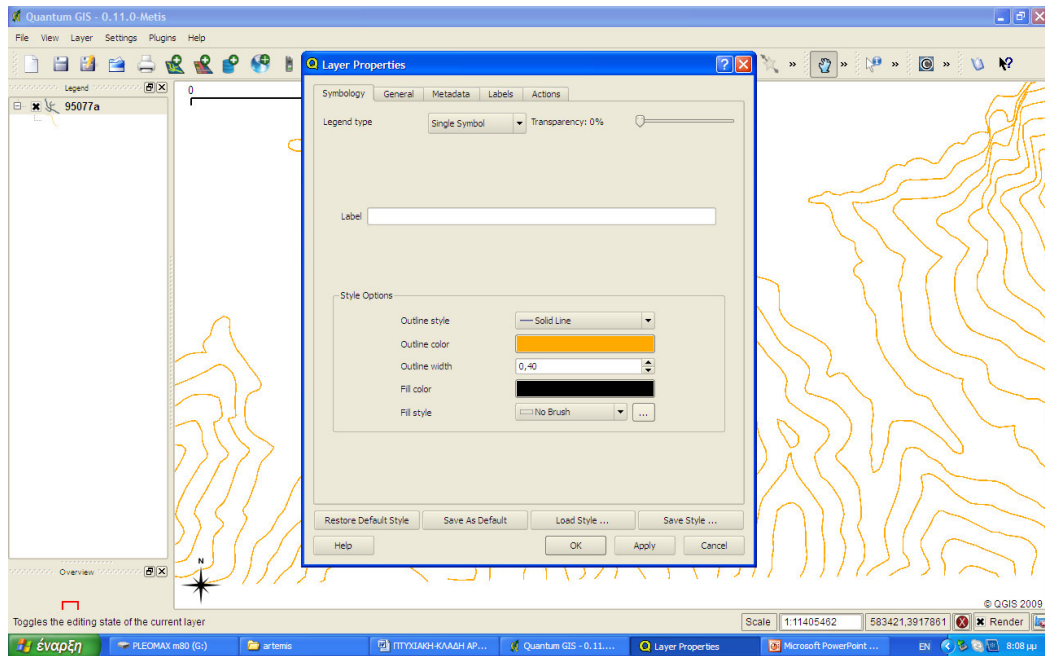 Quantum GIS - 0.11.0-Metis
File View Layer Settings Plugins Help
Legend
95077a
0
Layer Properties
Symbology General Metadata Labels Actions
Legend type Single Symbol Transparency: 0%
Label
Style Options
Outline style Solid Line
Outline color
Outline width 0,40
Fill color
Fill style No Brush ...
Restore Default Style Save As Default Load Style ... Save Style ...
Help OK Apply Cancel
Overview
N
© QGIS 2009
Toggles the editing state of the current layer
Scale 1:11405462 583421,3917861 Render
έναρξη PLEOMAX m80 (G:) artemis ΠΤΥΧΙΑΚΗ-ΚΛΑΔΗ ΑΡ... Quantum GIS - 0.11.... Layer Properties Microsoft PowerPoint ... EN 8:08 μμ